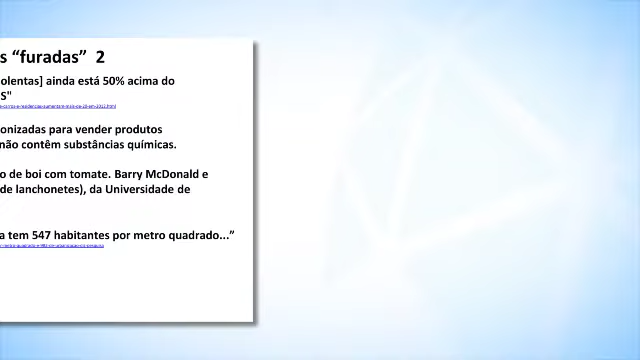 s “furadas” 2
olentas] ainda está 50% acima do
S"
onizadas para vender produtos
não contêm substâncias químicas.
o de boi com tomate. Barry McDonald e
de lanchonetes), da Universidade de
a tem 547 habitantes por metro quadrado...”